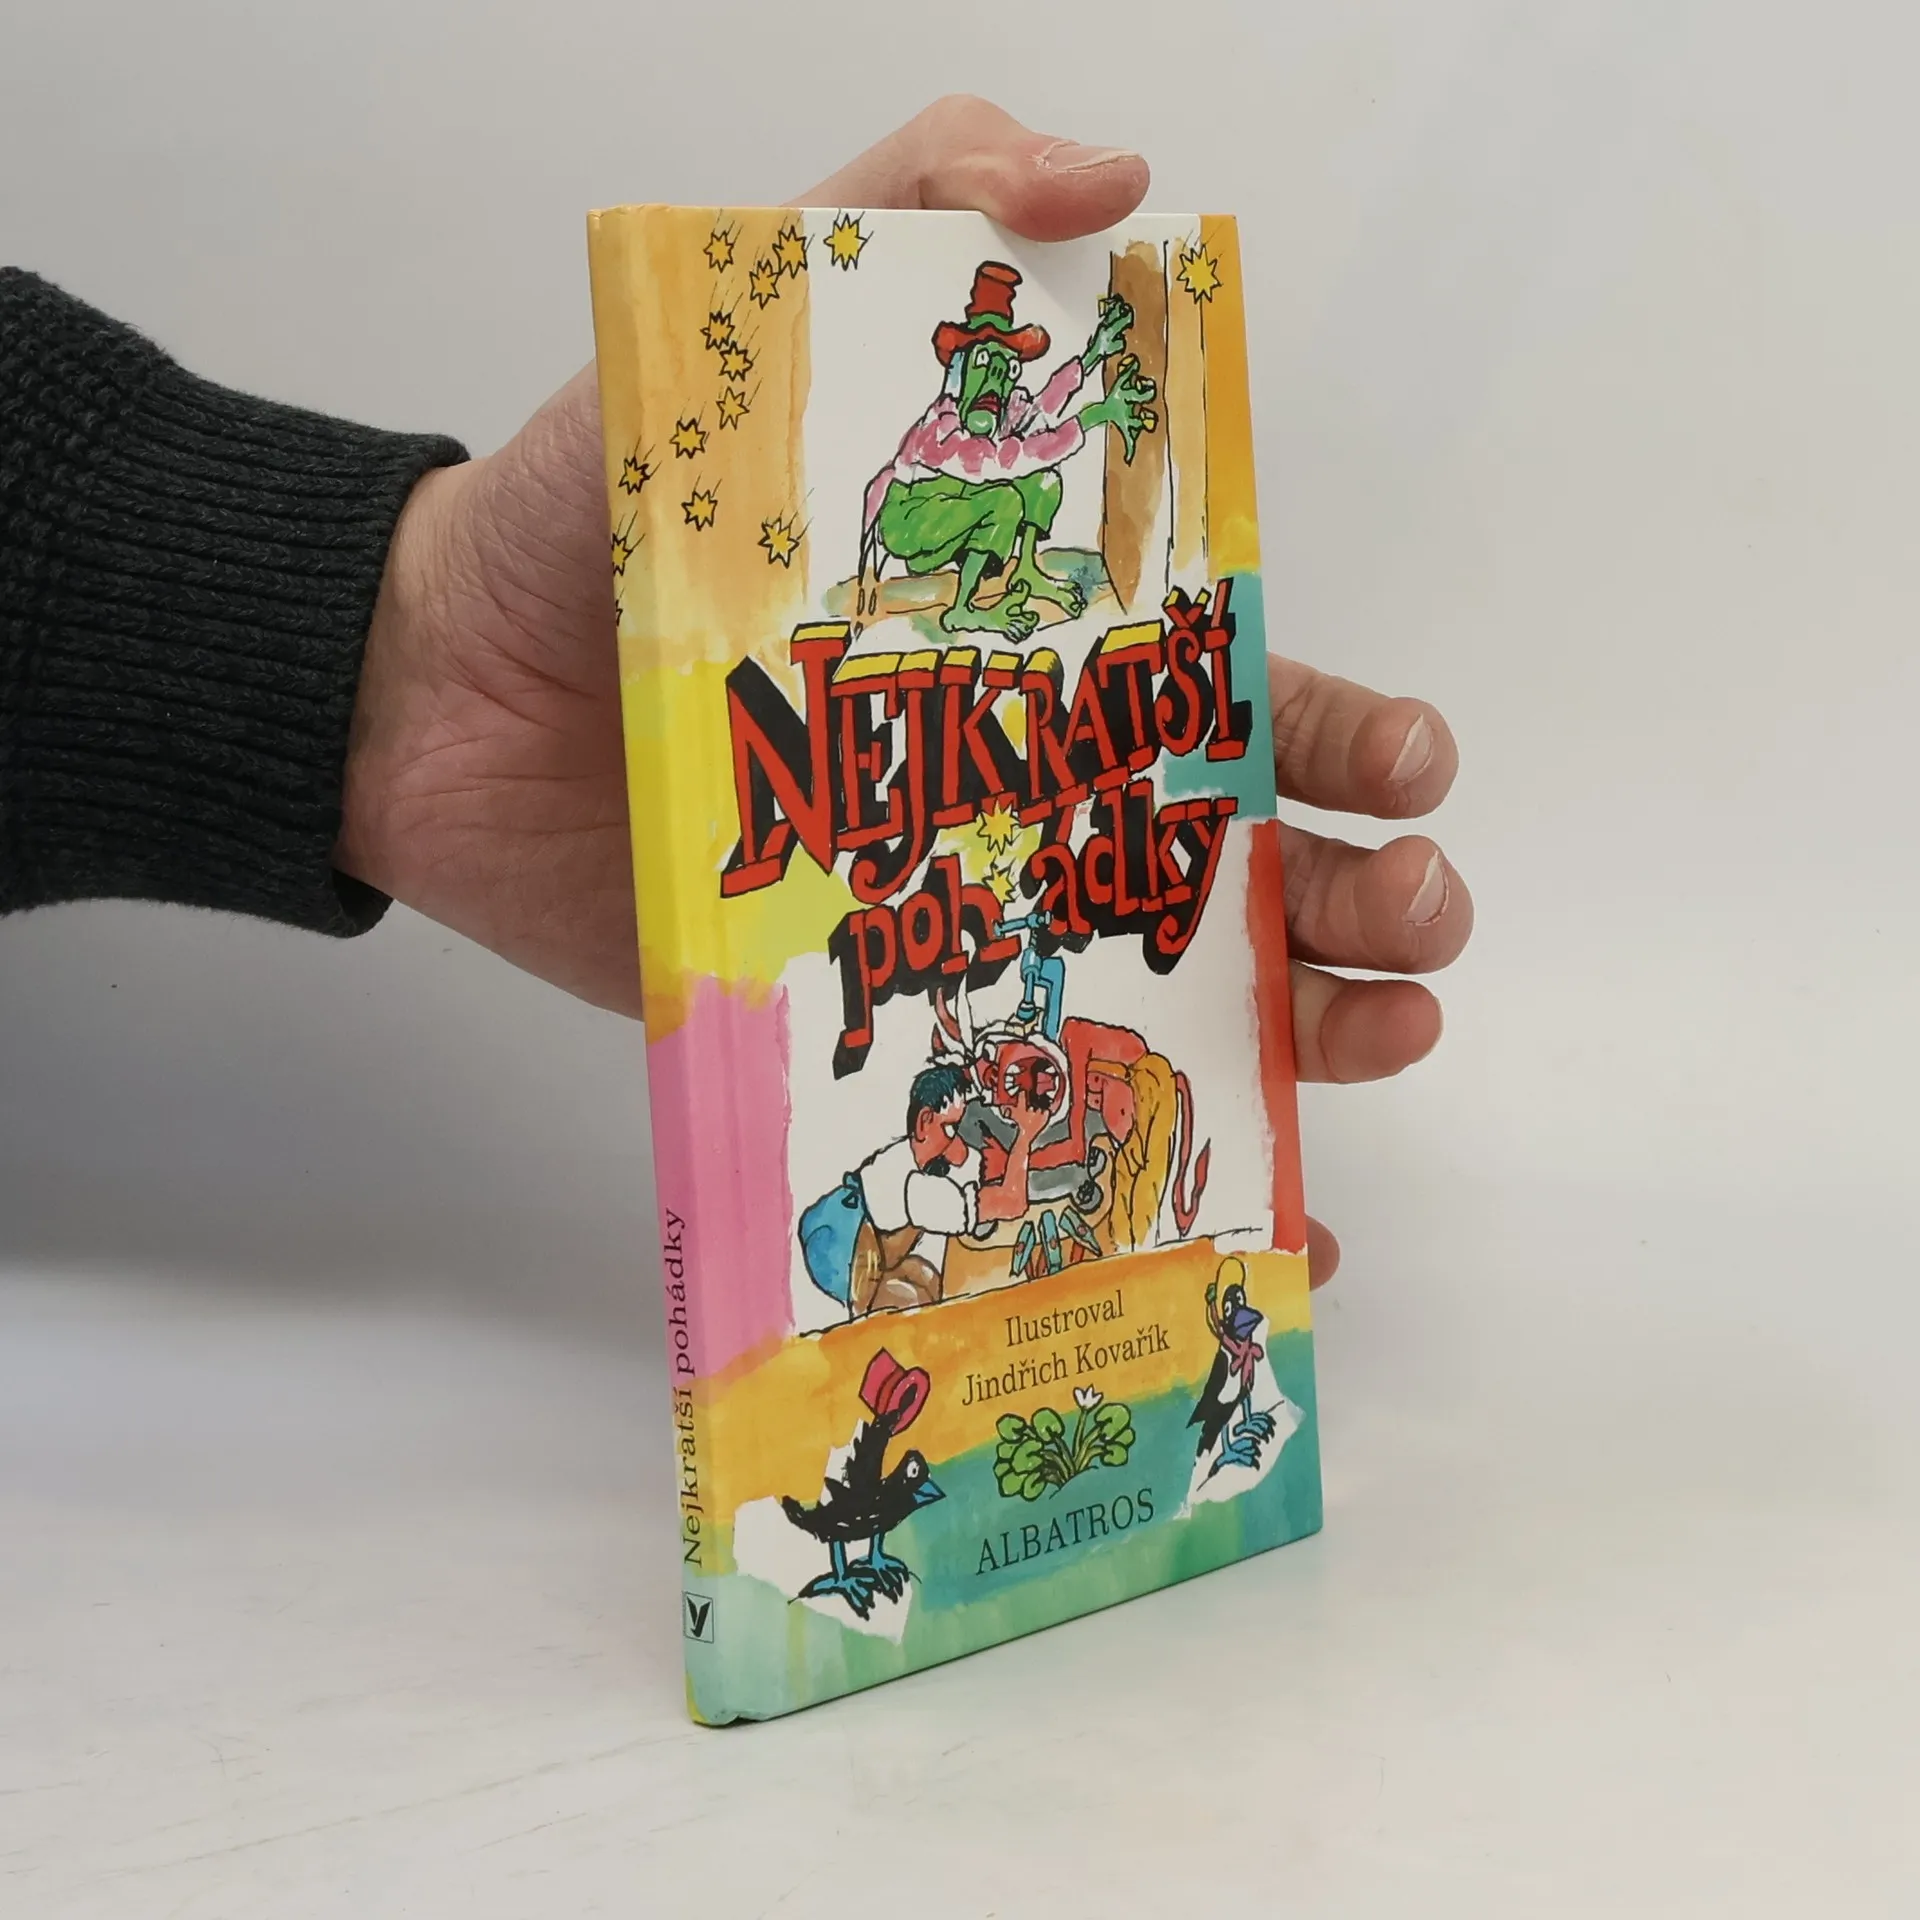 NEJKRATŠÍ
pohádky
Ilustroval
Jindřich Kovařík
ALBATROS
Nejkratší pohádky